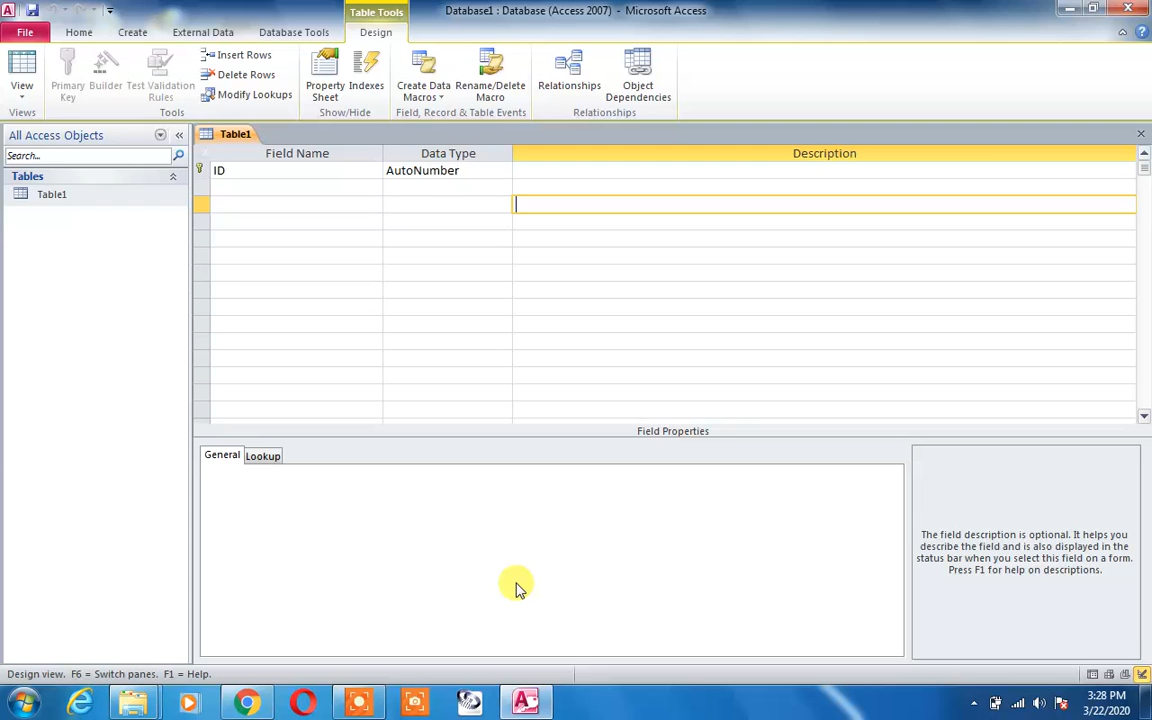 Table Tools
Database1 : Database (Access 2007) - Microsoft Access
File
Home
Create
External Data
Database Tools
Design
View
Primary Key
Builder
Test Validation Rules
Insert Rows
Delete Rows
Modify Lookups
Property Sheet
Indexes
Create Data Macros
Rename/Delete Macro
Relationships
Object Dependencies
Views
Tools
Show/Hide
Field, Record & Table Events
Relationships
All Access Objects
Search...
Tables
Table1
Table1
Field Name
Data Type
Description
ID
AutoNumber
Field Properties
General
Lookup
The field description is optional. It helps you
describe the field and is also displayed in the
status bar when you select this field on a form.
Press F1 for help on descriptions.
Design view. F6 = Switch panes. F1 = Help.
3:28 PM
3/22/2020